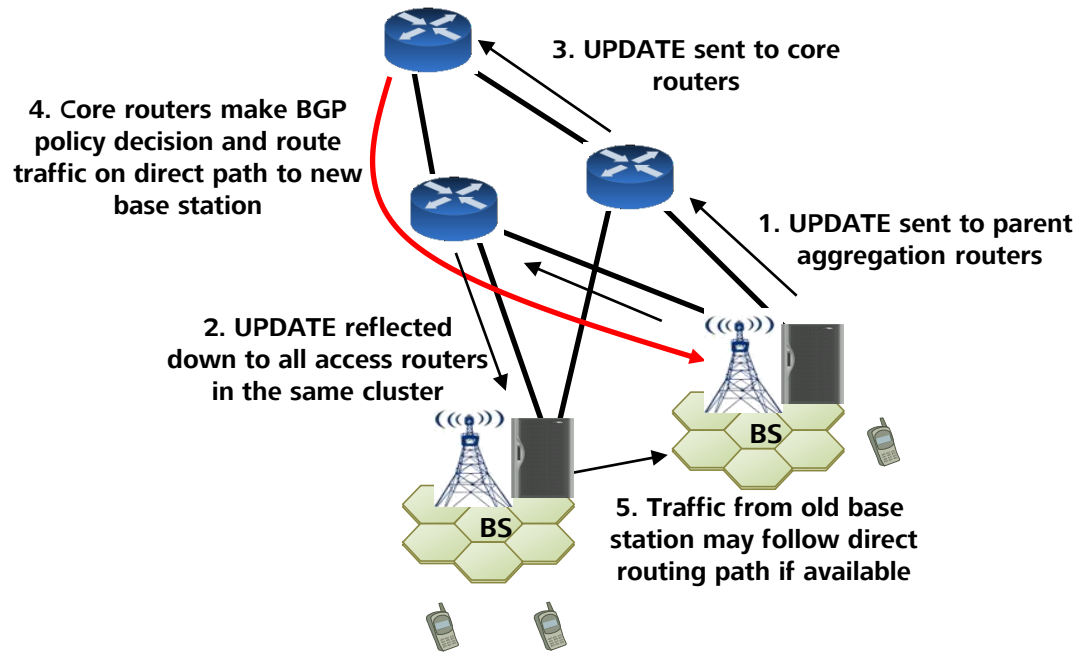 3. UPDATE sent to core
routers
4. Core routers make BGP
policy decision and route
traffic on direct path to new
base station
1. UPDATE sent to parent
aggregation routers
2. UPDATE reflected
down to all access routers
in the same cluster
BS
BS
5. Traffic from old base
station may follow direct
routing path if available